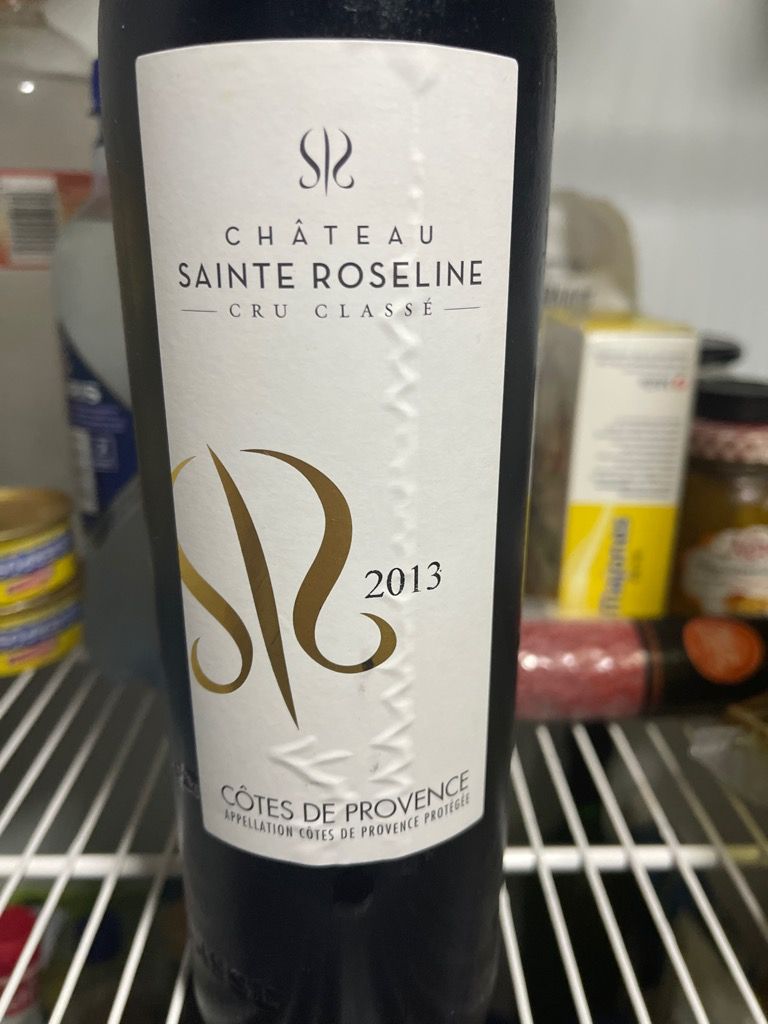 CHÂTEAU
SAINTE ROSELINE
CRU CLASSÉ
2013
CÔTES DE PROVENCE
APPELLATION CÔTES DE PROVENCE PROTÉGÉE